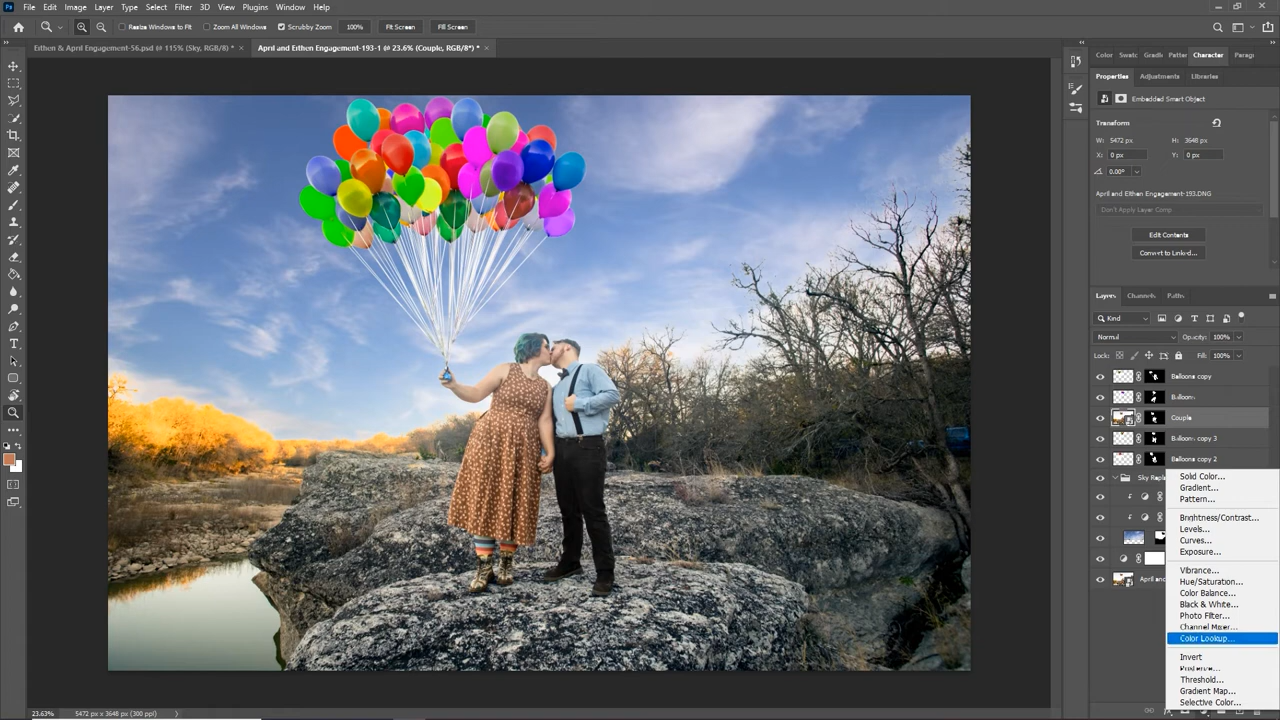 Ps File Edit Image Layer Type Select Filter 3D View Plugins Window Help
Resize Windows to Fit Zoom All Windows Scrubby Zoom 100% Fit Screen Fill Screen
Eithen & April Engagement-56.psd @ 115% (Sky, RGB/8) * ×
April and Eithen Engagement-193-1 @ 23.6% (Couple, RGB/8*) * ×
Color Swatc Gradi Patter Character Parag
Properties Adjustments Libraries
Embedded Smart Object
Transform
W: 5472 px H: 3648 px
X: 0 px Y: 0 px
0.00°
April and Eithen Engagement-193.DNG
Don't Apply Layer Comp
Edit Contents
Convert to Linked...
Layers Channels Paths
Kind
Normal Opacity: 100%
Lock: Fill: 100%
Balloons copy
Balloons
Couple
Balloons copy 3
Balloons copy 2
Sky Repla
April and
Solid Color...
Gradient...
Pattern...
Brightness/Contrast...
Levels...
Curves...
Exposure...
Vibrance...
Hue/Saturation...
Color Balance...
Black & White...
Photo Filter...
Channel Mixer...
Color Lookup...
Invert
Posterize...
Threshold...
Gradient Map...
Selective Color...
23.63% 5472 px x 3648 px (300 ppi)